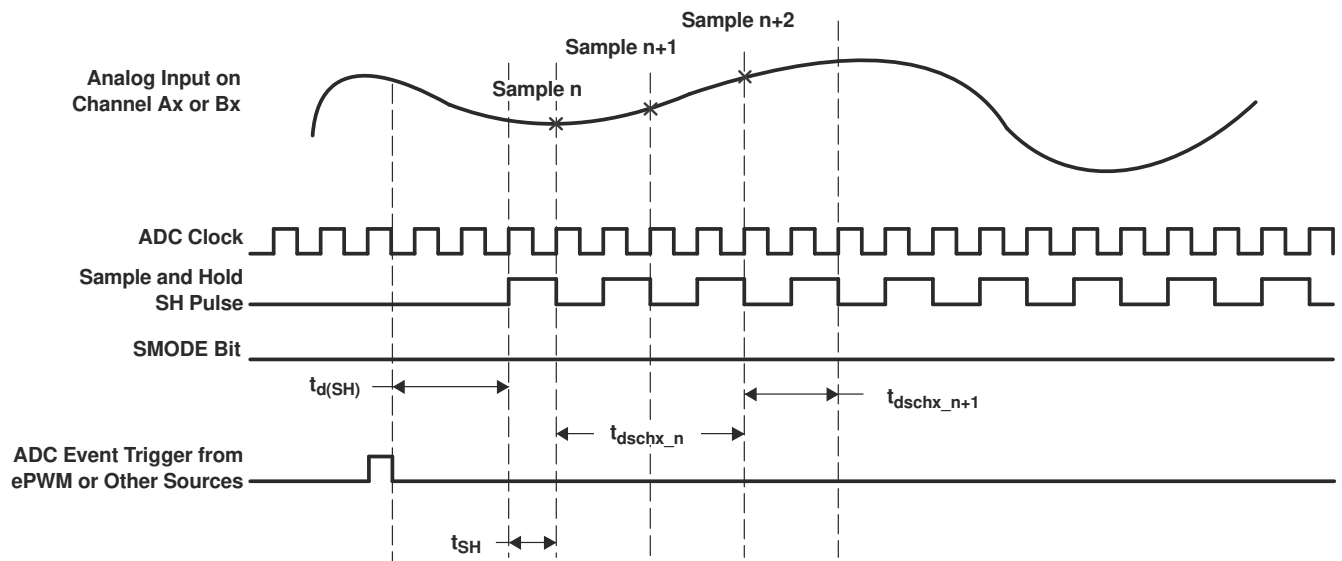 Sample n+2
Sample n+1
Analog Input on
Channel Ax or Bx
Sample n
ADC Clock
Sample and Hold
SH Pulse
SMODE Bit
td(SH)
tdschx_n+1
tdschx_n
ADC Event Trigger from
ePWM or Other Sources
tSH